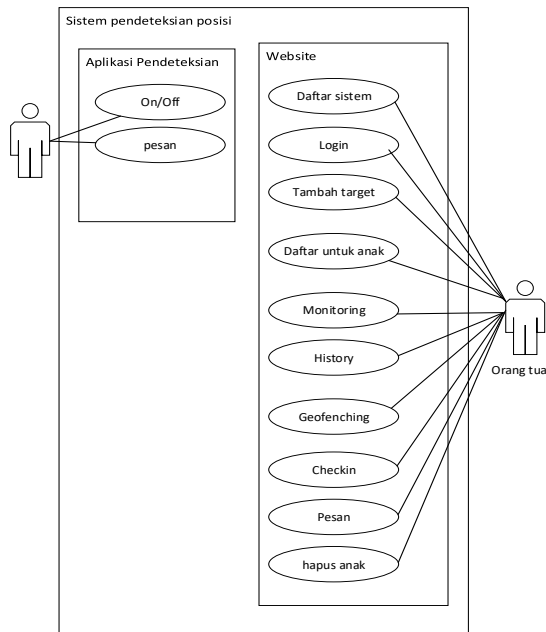 Sistem pendeteksian posisi
Aplikasi Pendeteksian
On/Off
pesan
Website
Daftar sistem
Login
Tambah target
Daftar untuk anak
Monitoring
History
Geofenching
Checkin
Pesan
hapus anak
Orang tua